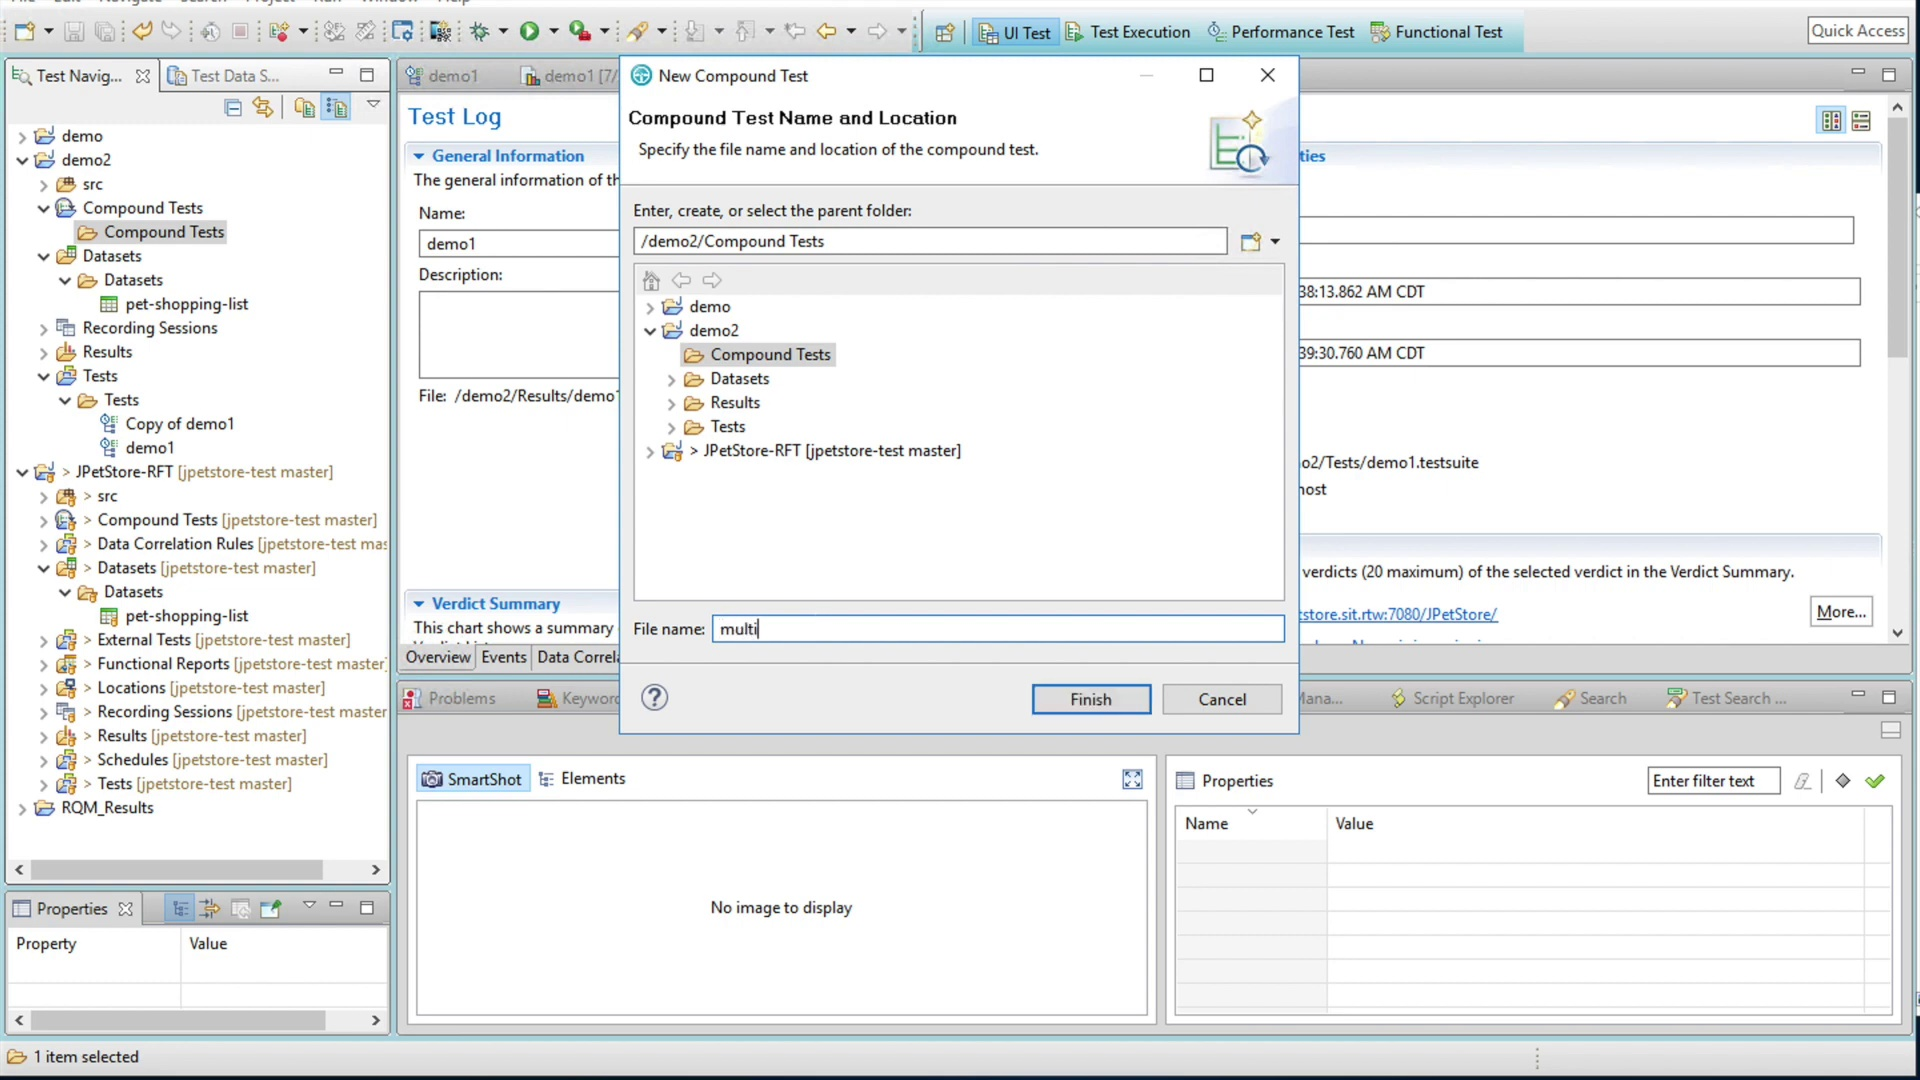 UI Test
Test Execution
Performance Test
Functional Test
Quick Access
Test Navig...
Test Data S...
demo
demo2
src
Compound Tests
Compound Tests
Datasets
Datasets
pet-shopping-list
Recording Sessions
Results
Tests
Tests
Copy of demo1
demo1
> JPetStore-RFT [jpetstore-test master]
> src
> Compound Tests [jpetstore-test master]
> Data Correlation Rules [jpetstore-test mas
> Datasets [jpetstore-test master]
Datasets
pet-shopping-list
> External Tests [jpetstore-test master]
> Functional Reports [jpetstore-test master]
> Locations [jpetstore-test master]
> Recording Sessions [jpetstore-test master
> Results [jpetstore-test master]
> Schedules [jpetstore-test master]
> Tests [jpetstore-test master]
RQM_Results
Properties
Property Value
1 item selected
demo1
demo1 [7/
Test Log
General Information
The general information of th
Name:
demo1
Description:
File: /demo2/Results/demo1
Verdict Summary
This chart shows a summary
Overview Events Data Correla
New Compound Test
Compound Test Name and Location
Specify the file name and location of the compound test.
Enter, create, or select the parent folder:
/demo2/Compound Tests
demo
demo2
Compound Tests
Datasets
Results
Tests
> JPetStore-RFT [jpetstore-test master]
File name: multi
Finish
Cancel
ties
38:13.862 AM CDT
39:30.760 AM CDT
o2/Tests/demo1.testsuite
ost
verdicts (20 maximum) of the selected verdict in the Verdict Summary.
tstore.sit.rtw:7080/JPetStore/
More...
Problems
Keyword
Mana...
Script Explorer
Search
Test Search ...
SmartShot
Elements
No image to display
Properties
Enter filter text
Name Value